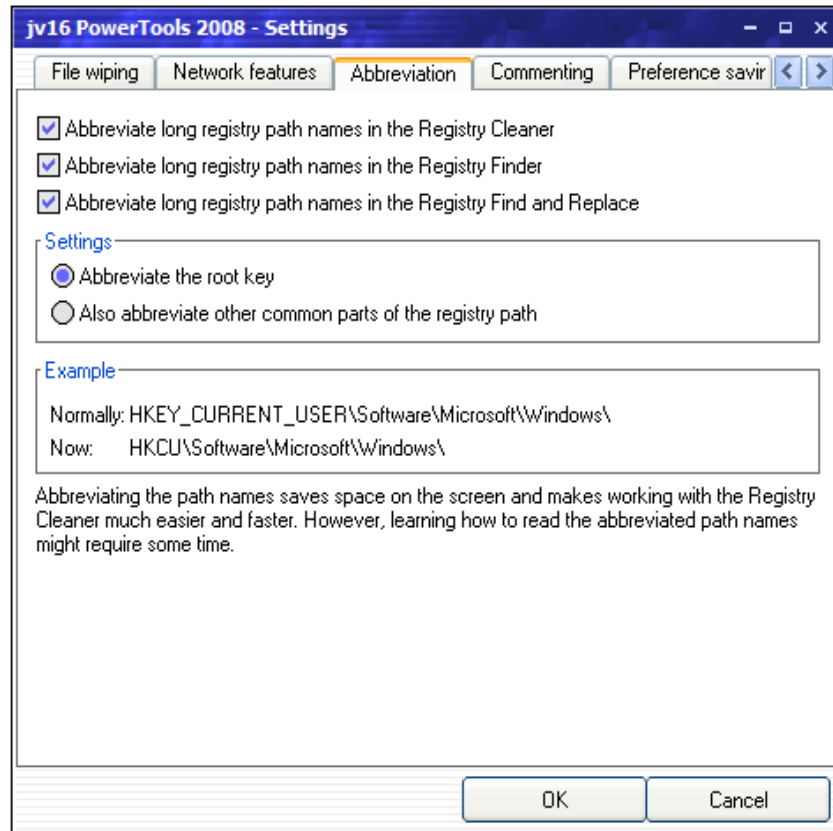 jv16 PowerTools 2008 - Settings
File wiping Network features Abbreviation Commenting Preference savir
Abbreviate long registry path names in the Registry Cleaner
Abbreviate long registry path names in the Registry Finder
Abbreviate long registry path names in the Registry Find and Replace
Settings
Abbreviate the root key
Also abbreviate other common parts of the registry path
Example
Normally: HKEY_CURRENT_USER\Software\Microsoft\Windows\
Now: HKCU\Software\Microsoft\Windows\
Abbreviating the path names saves space on the screen and makes working with the Registry
Cleaner much easier and faster. However, learning how to read the abbreviated path names
might require some time.
OK Cancel